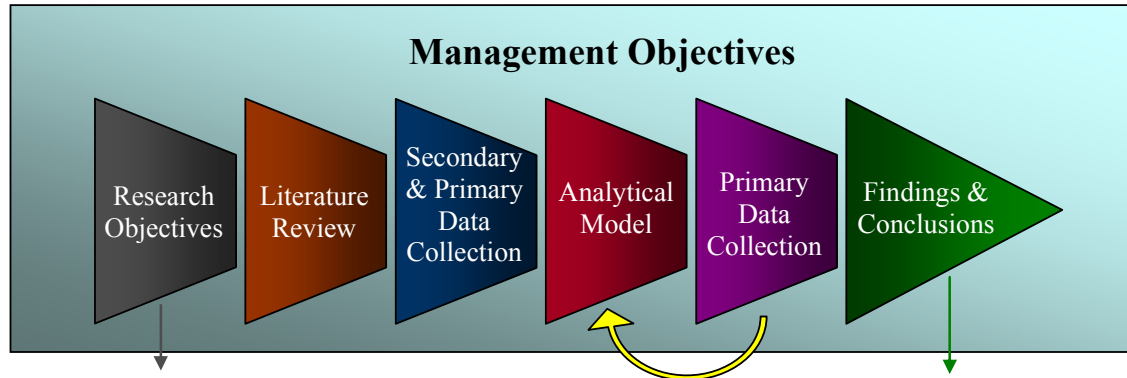 Management Objectives
Research
Objectives
Literature
Review
Secondary
& Primary
Data
Collection
Analytical
Model
Primary
Data
Collection
Findings &
Conclusions